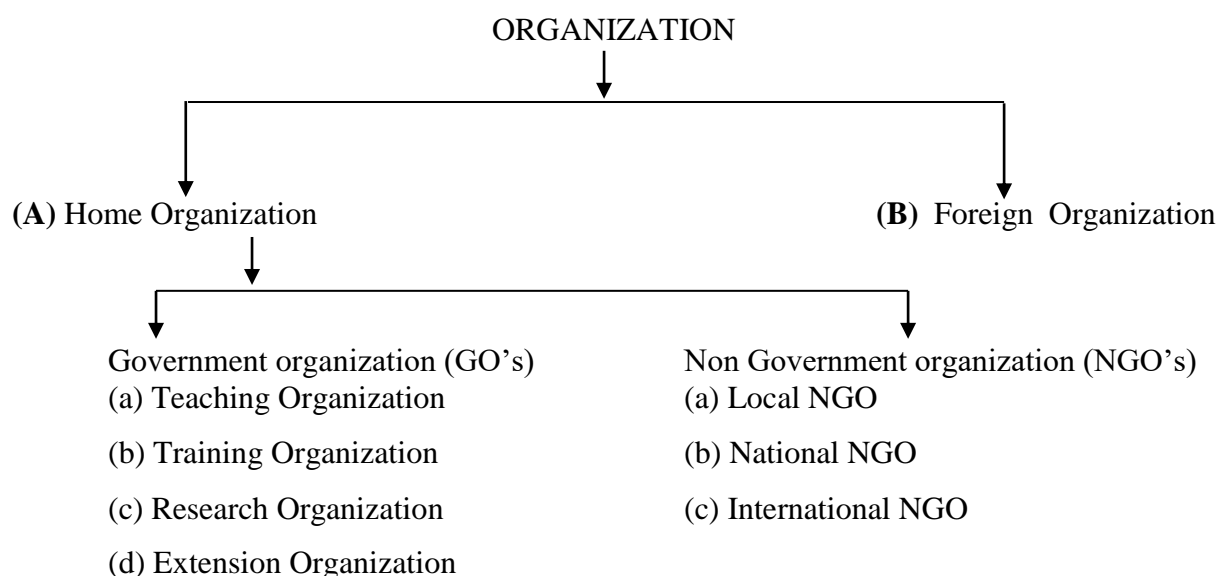 ORGANIZATION
(A) Home Organization
(B) Foreign Organization
Government organization (GO’s)
(a) Teaching Organization
(b) Training Organization
(c) Research Organization
(d) Extension Organization
Non Government organization (NGO’s)
(a) Local NGO
(b) National NGO
(c) International NGO